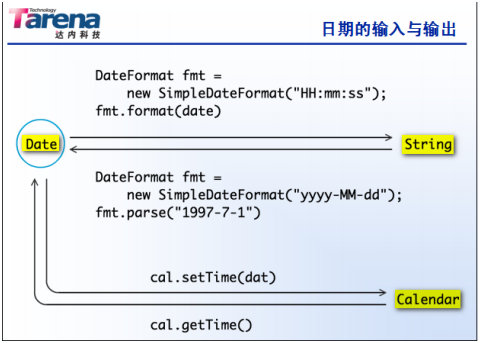 Technology
Tarena
达内科技
日期的输入与输出
DateFormat fmt =
new SimpleDateFormat("HH:mm:ss");
fmt.format(date)
Date
String
DateFormat fmt =
new SimpleDateFormat("yyyy-MM-dd");
fmt.parse("1997-7-1")
cal.setTime(dat)
Calendar
cal.getTime()